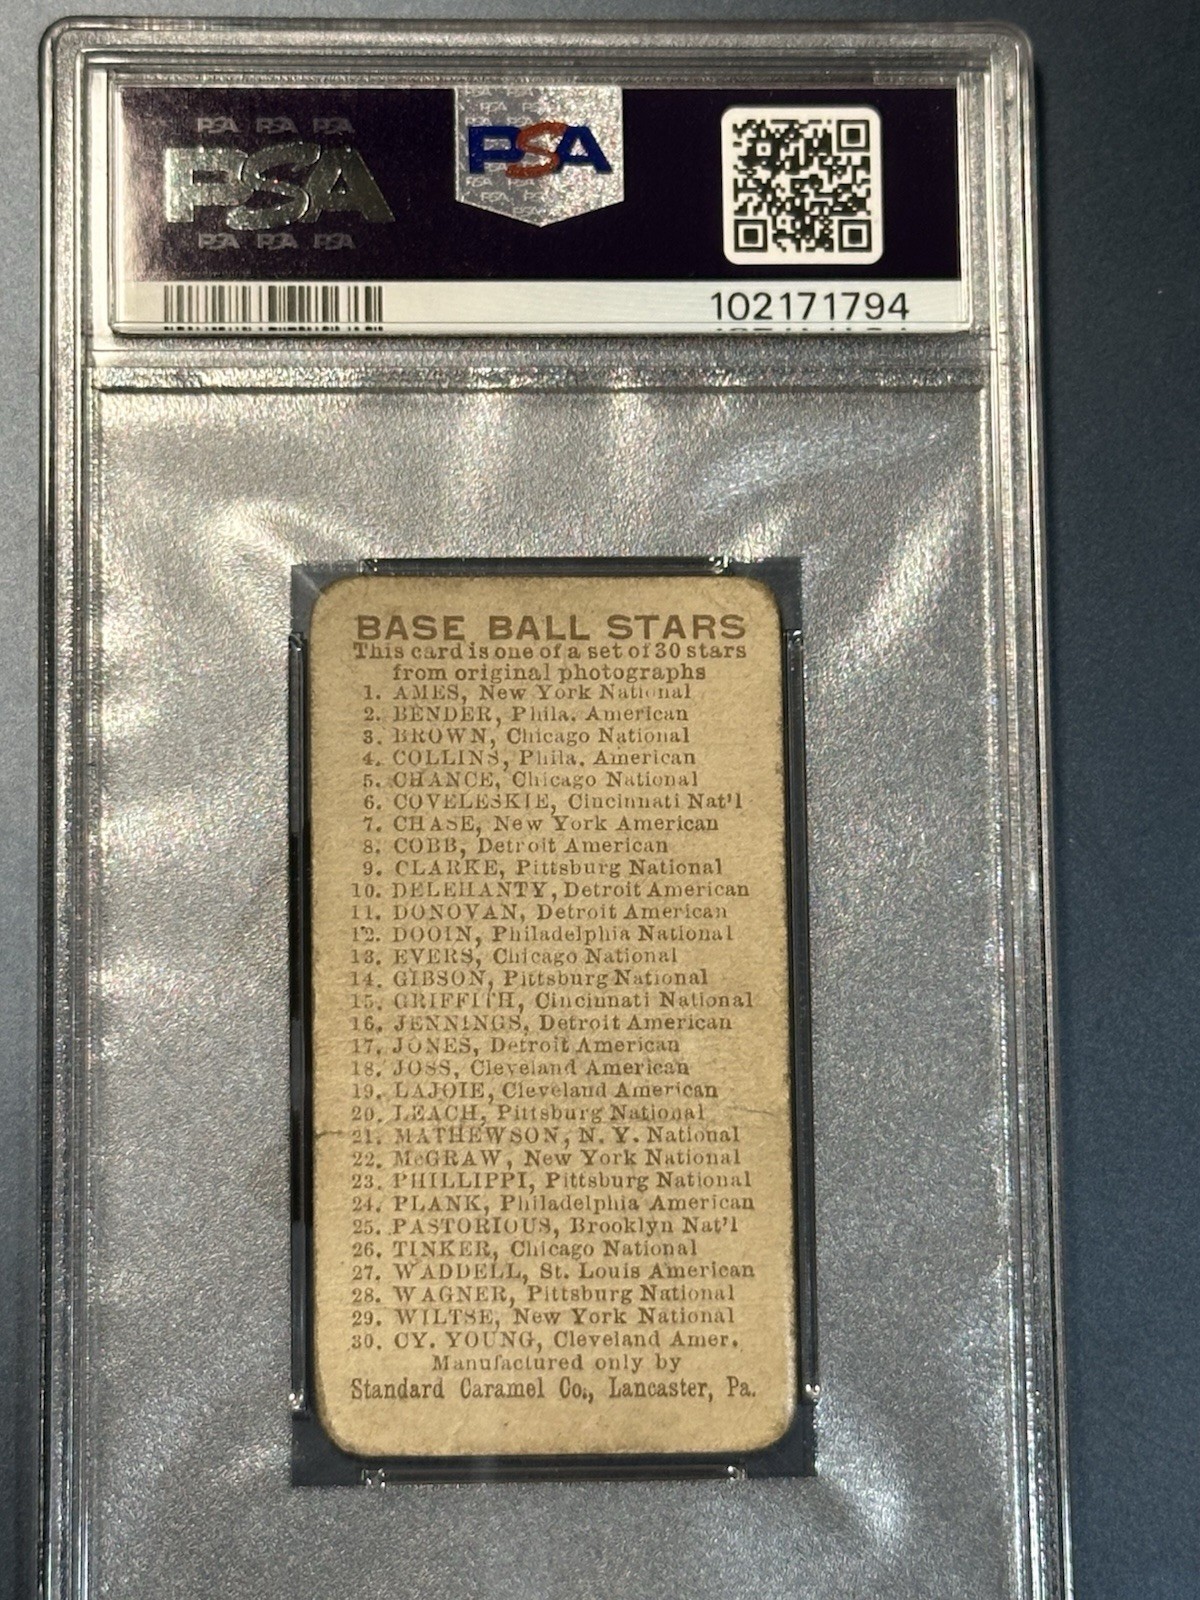 PSA PSA PSA
PSA
PSA PSA PSA
PSA
102171794
BASE BALL STARS
This card is one of a set of 30 stars
from original photographs
1. AMES, New York National
2. BENDER, Phila. American
3. BROWN, Chicago National
4. COLLINS, Phila. American
5. CHANCE, Chicago National
6. COVELESKIE, Cincinnati Nat'l
7. CHASE, New York American
8. COBB, Detroit American
9. CLARKE, Pittsburg National
10. DELEHANTY, Detroit American
11. DONOVAN, Detroit American
12. DOOIN, Philadelphia National
13. EVERS, Chicago National
14. GIBSON, Pittsburg National
15. GRIFFITH, Cincinnati National
16. JENNINGS, Detroit American
17. JONES, Detroit American
18. JOSS, Cleveland American
19. LAJOIE, Cleveland American
20. LEACH, Pittsburg National
21. MATHEWSON, N. Y. National
22. McGRAW, New York National
23. PHILLIPPI, Pittsburg National
24. PLANK, Philadelphia American
25. PASTORIOUS, Brooklyn Nat'l
26. TINKER, Chicago National
27. WADDELL, St. Louis American
28. WAGNER, Pittsburg National
29. WILTSE, New York National
30. CY. YOUNG, Cleveland Amer.
Manufactured only by
Standard Caramel Co., Lancaster, Pa.